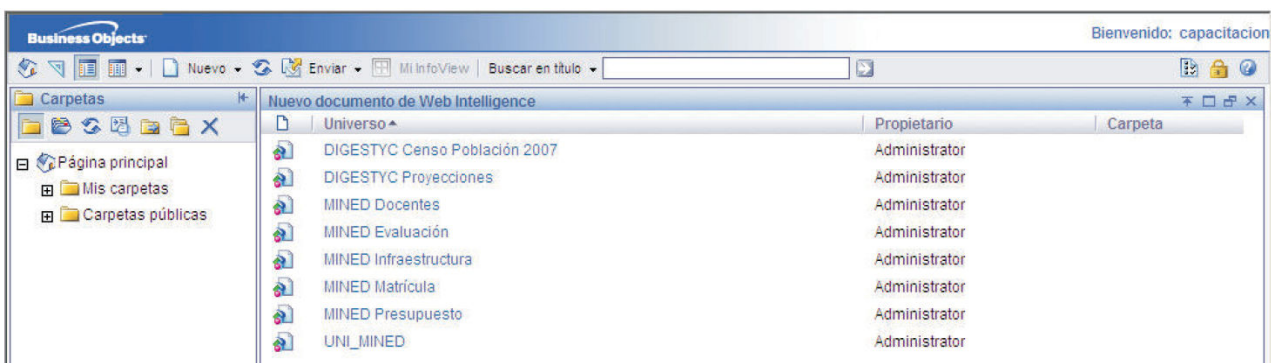 Business Objects
Bienvenido: capacitacion
Nuevo Enviar Mi InfoView Buscar en título
Carpetas
Nuevo documento de Web Intelligence
Universo Propietario Carpeta
Página principal
Mis carpetas
Carpetas públicas
DIGESTYC Censo Población 2007 Administrator
DIGESTYC Proyecciones Administrator
MINED Docentes Administrator
MINED Evaluación Administrator
MINED Infraestructura Administrator
MINED Matrícula Administrator
MINED Presupuesto Administrator
UNI_MINED Administrator